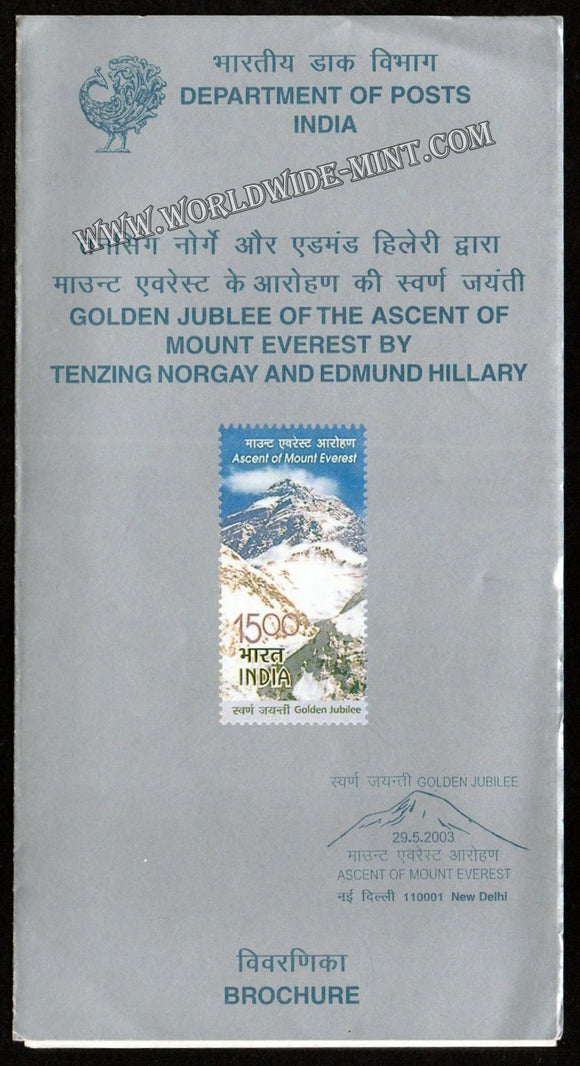 भारतीय डाक विभाग
DEPARTMENT OF POSTS
INDIA
WWW.WORLDWIDE-MINT.COM
नोर्गे और एडमंड हिलेरी द्वारा
माउन्ट एवरेस्ट के आरोहण की स्वर्ण जयंती
GOLDEN JUBLEE OF THE ASCENT OF
MOUNT EVEREST BY
TENZING NORGAY AND EDMUND HILLARY
माउन्ट एवरेस्ट आरोहण
Ascent of Mount Everest
1500
भारत
INDIA
स्वर्ण जयन्ती Golden Jubilee
स्वर्ण जयन्ती GOLDEN JUBILEE
29.5.2003
माउन्ट एवरेस्ट आरोहण
ASCENT OF MOUNT EVEREST
नई दिल्ली 110001 New Delhi
विवरणिका
BROCHURE